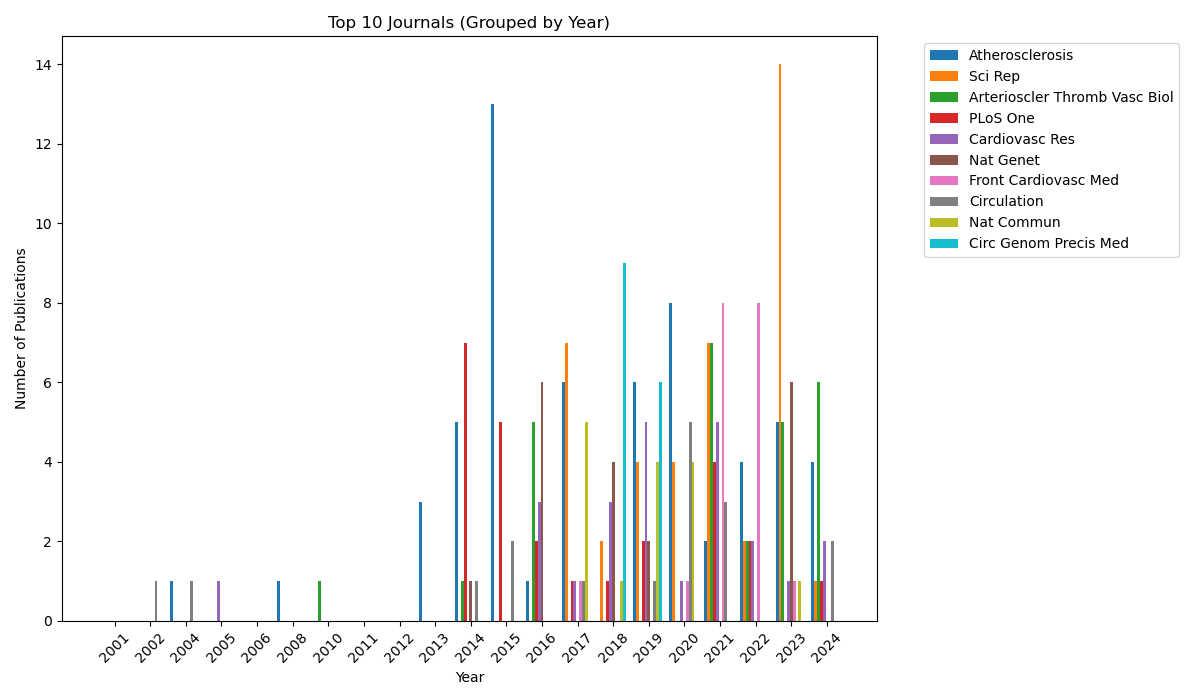 Top 10 Journals (Grouped by Year)
Number of Publications
14
12
10
8
6
4
2
0
2001
2002
2004
2005
2006
2008
2010
2011
2012
2013
2014
2015
2016
2017
2018
2019
2020
2021
2022
2023
2024
Year
Atherosclerosis
Sci Rep
Arterioscler Thromb Vasc Biol
PLoS One
Cardiovasc Res
Nat Genet
Front Cardiovasc Med
Circulation
Nat Commun
Circ Genom Precis Med